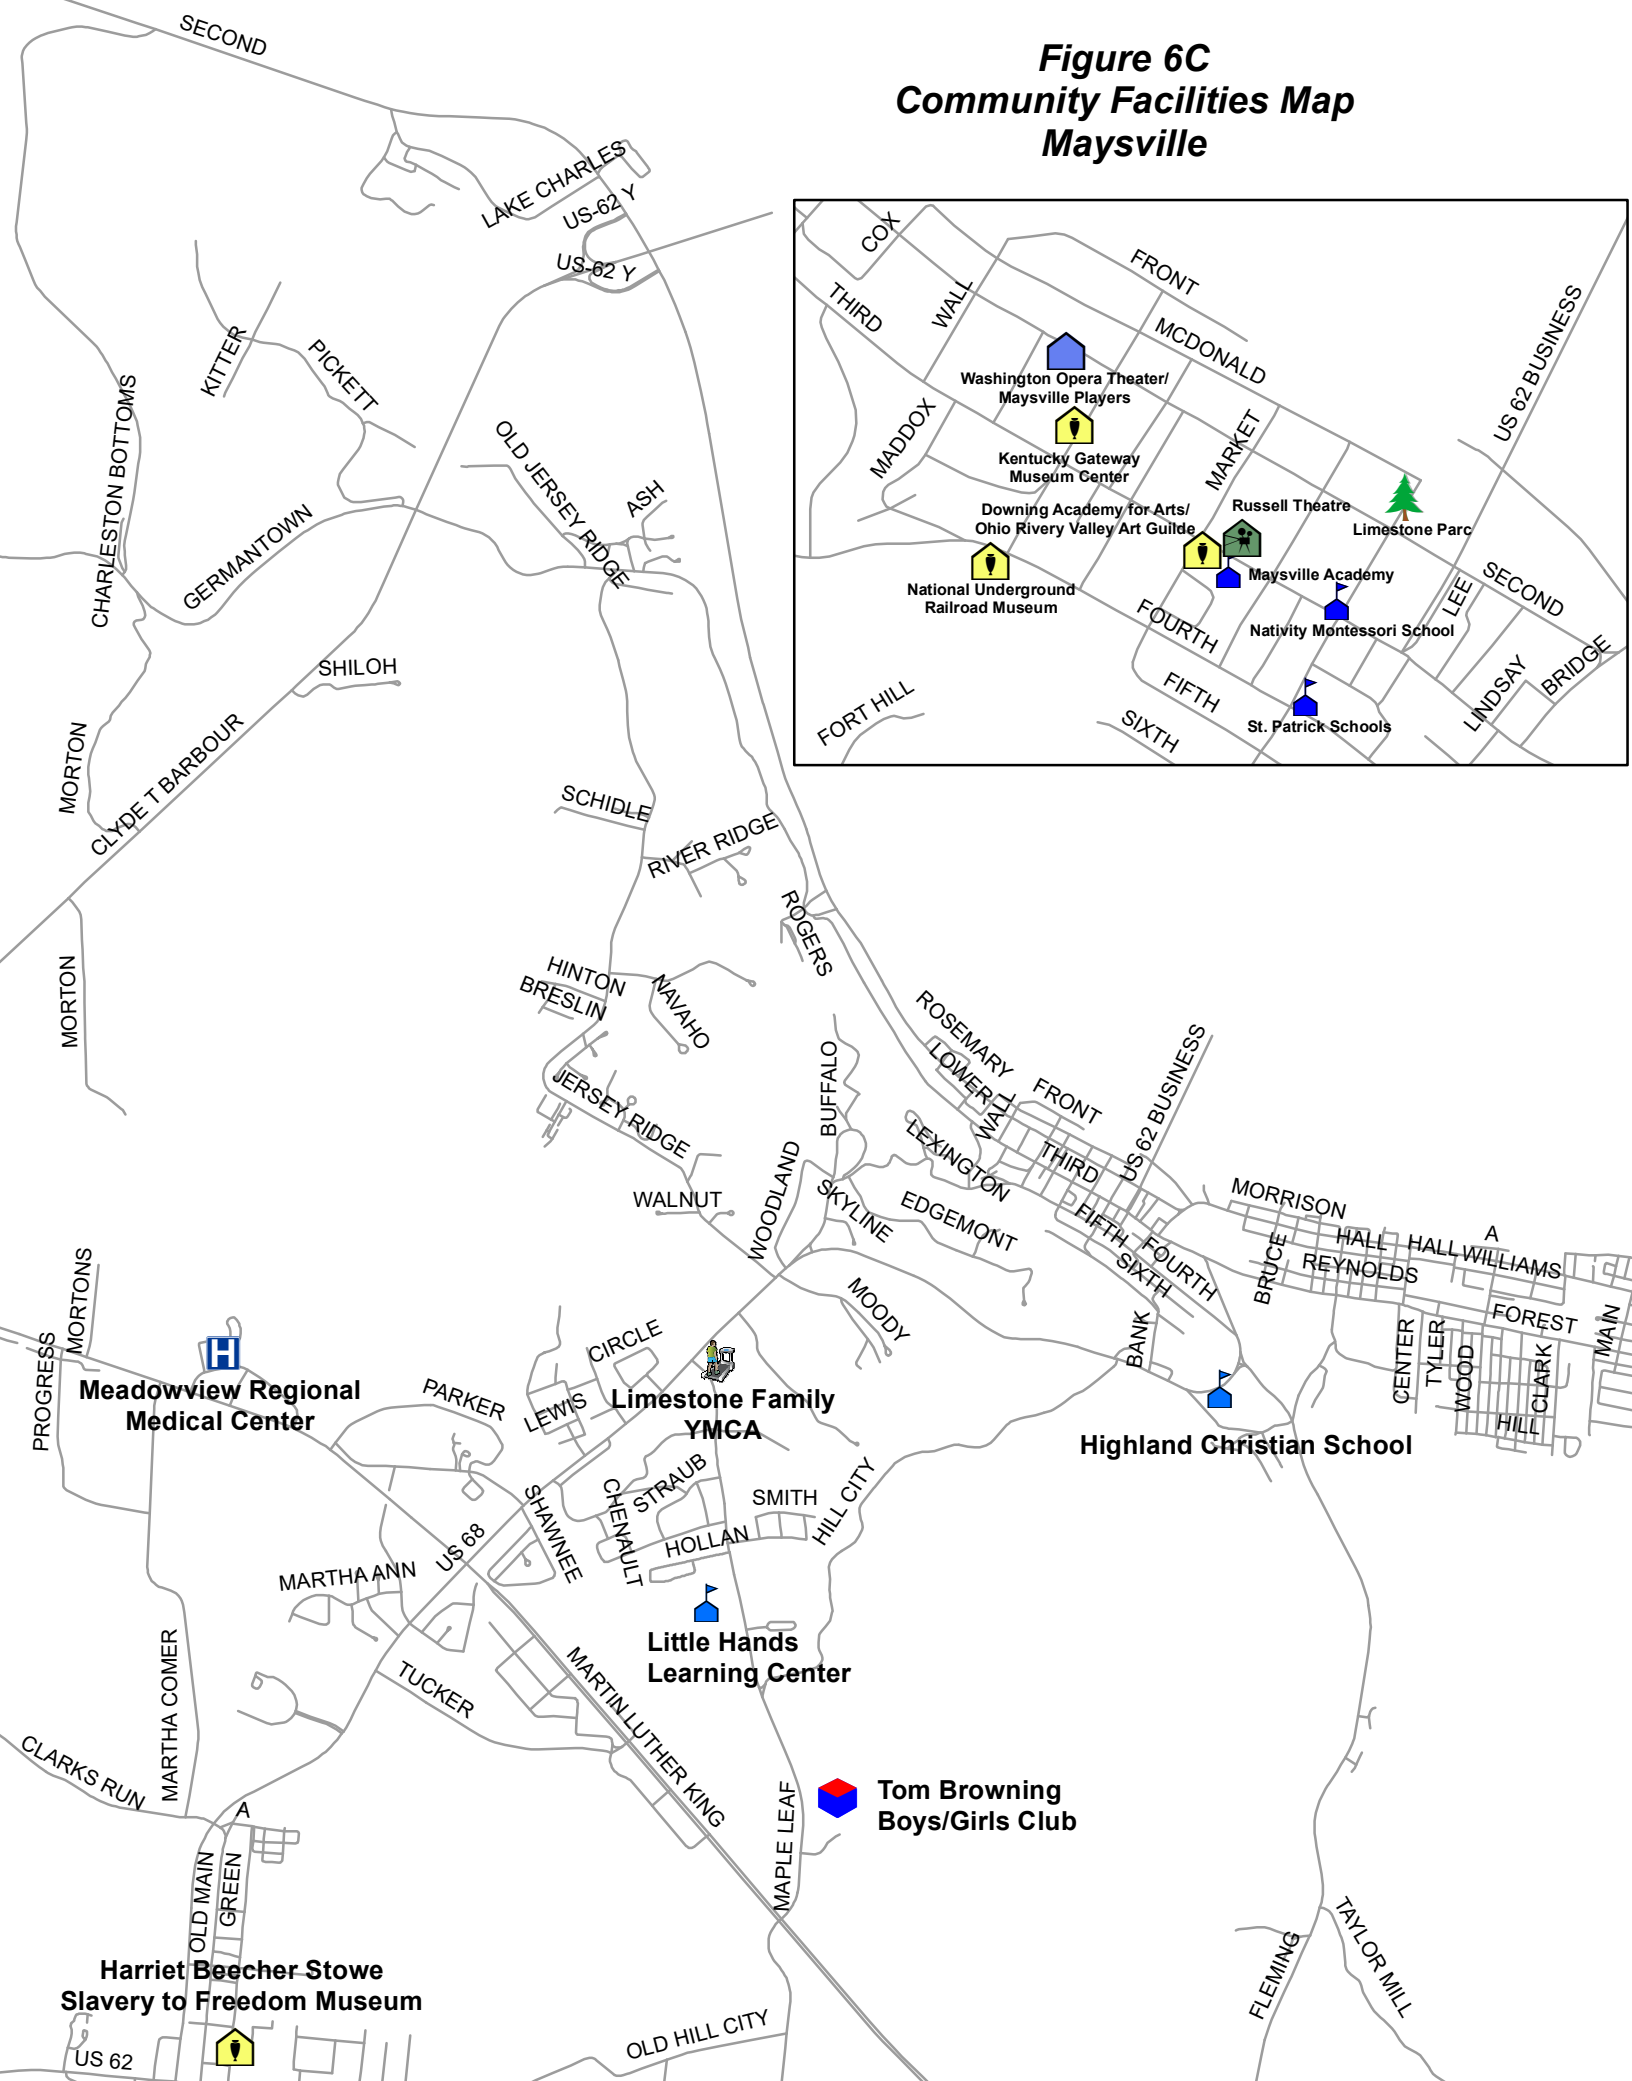 Figure 6C
Community Facilities Map
Maysville
SECOND
LAKE CHARLES
US-62 Y
US-62 Y
KITTER
PICKETT
CHARLESTON BOTTOMS
GERMANTOWN
OLD JERSEY RIDGE
ASH
SHILOH
MORTON
CLYDE T BARBOUR
MORTON
COX
THIRD
WALL
FRONT
MCDONALD
US 62 BUSINESS
Washington Opera Theater/
Maysville Players
MADDOX
MARKET
Kentucky Gateway
Museum Center
Downing Academy for Arts/
Ohio Rivery Valley Art Guilde
Russell Theatre
Limestone Parc
National Underground
Railroad Museum
Maysville Academy
Nativity Montessori School
LEE
SECOND
FOURTH
FIFTH
SIXTH
FORT HILL
St. Patrick Schools
LINDSAY
BRIDGE
SCHIDLE
RIVER RIDGE
ROGERS
HINTON
BRESLIN
NAVAHO
JERSEY RIDGE
BUFFALO
ROSEMARY
LOWER
WALL
FRONT
US 62 BUSINESS
LEXINGTON
THIRD
WALNUT
WOODLAND
SKYLINE
EDGEMONT
FIFTH
FOURTH
SIXTH
MORRISON
BRUCE
HALL
HALL
A
WILLIAMS
REYNOLDS
FOREST
MAIN
CENTER
TYLER
WOOD
CLARK
HILL
MOODY
BANK
MORTONS
PROGRESS
Meadowview Regional
Medical Center
H
PARKER
CIRCLE
LEWIS
Limestone Family
YMCA
Highland Christian School
STRAUB
CHENAULT
SHAWNEE
SMITH
HOLLAN
HILL CITY
US 68
MARTHA ANN
Little Hands
Learning Center
MARTHA COMER
TUCKER
MARTIN LUTHER KING
CLARKS RUN
A
MAPLE LEAF
Tom Browning
Boys/Girls Club
OLD MAIN
GREEN
Harriet Beecher Stowe
Slavery to Freedom Museum
US 62
OLD HILL CITY
FLEMING
TAYLOR MILL